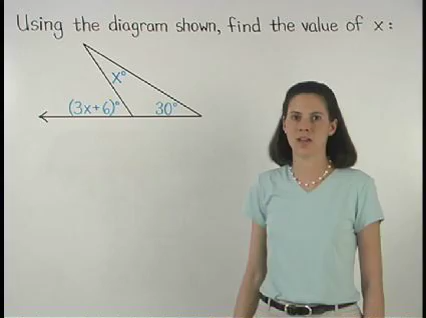 Using the diagram shown, find the value of x:
x°
(3x+6)° 30°